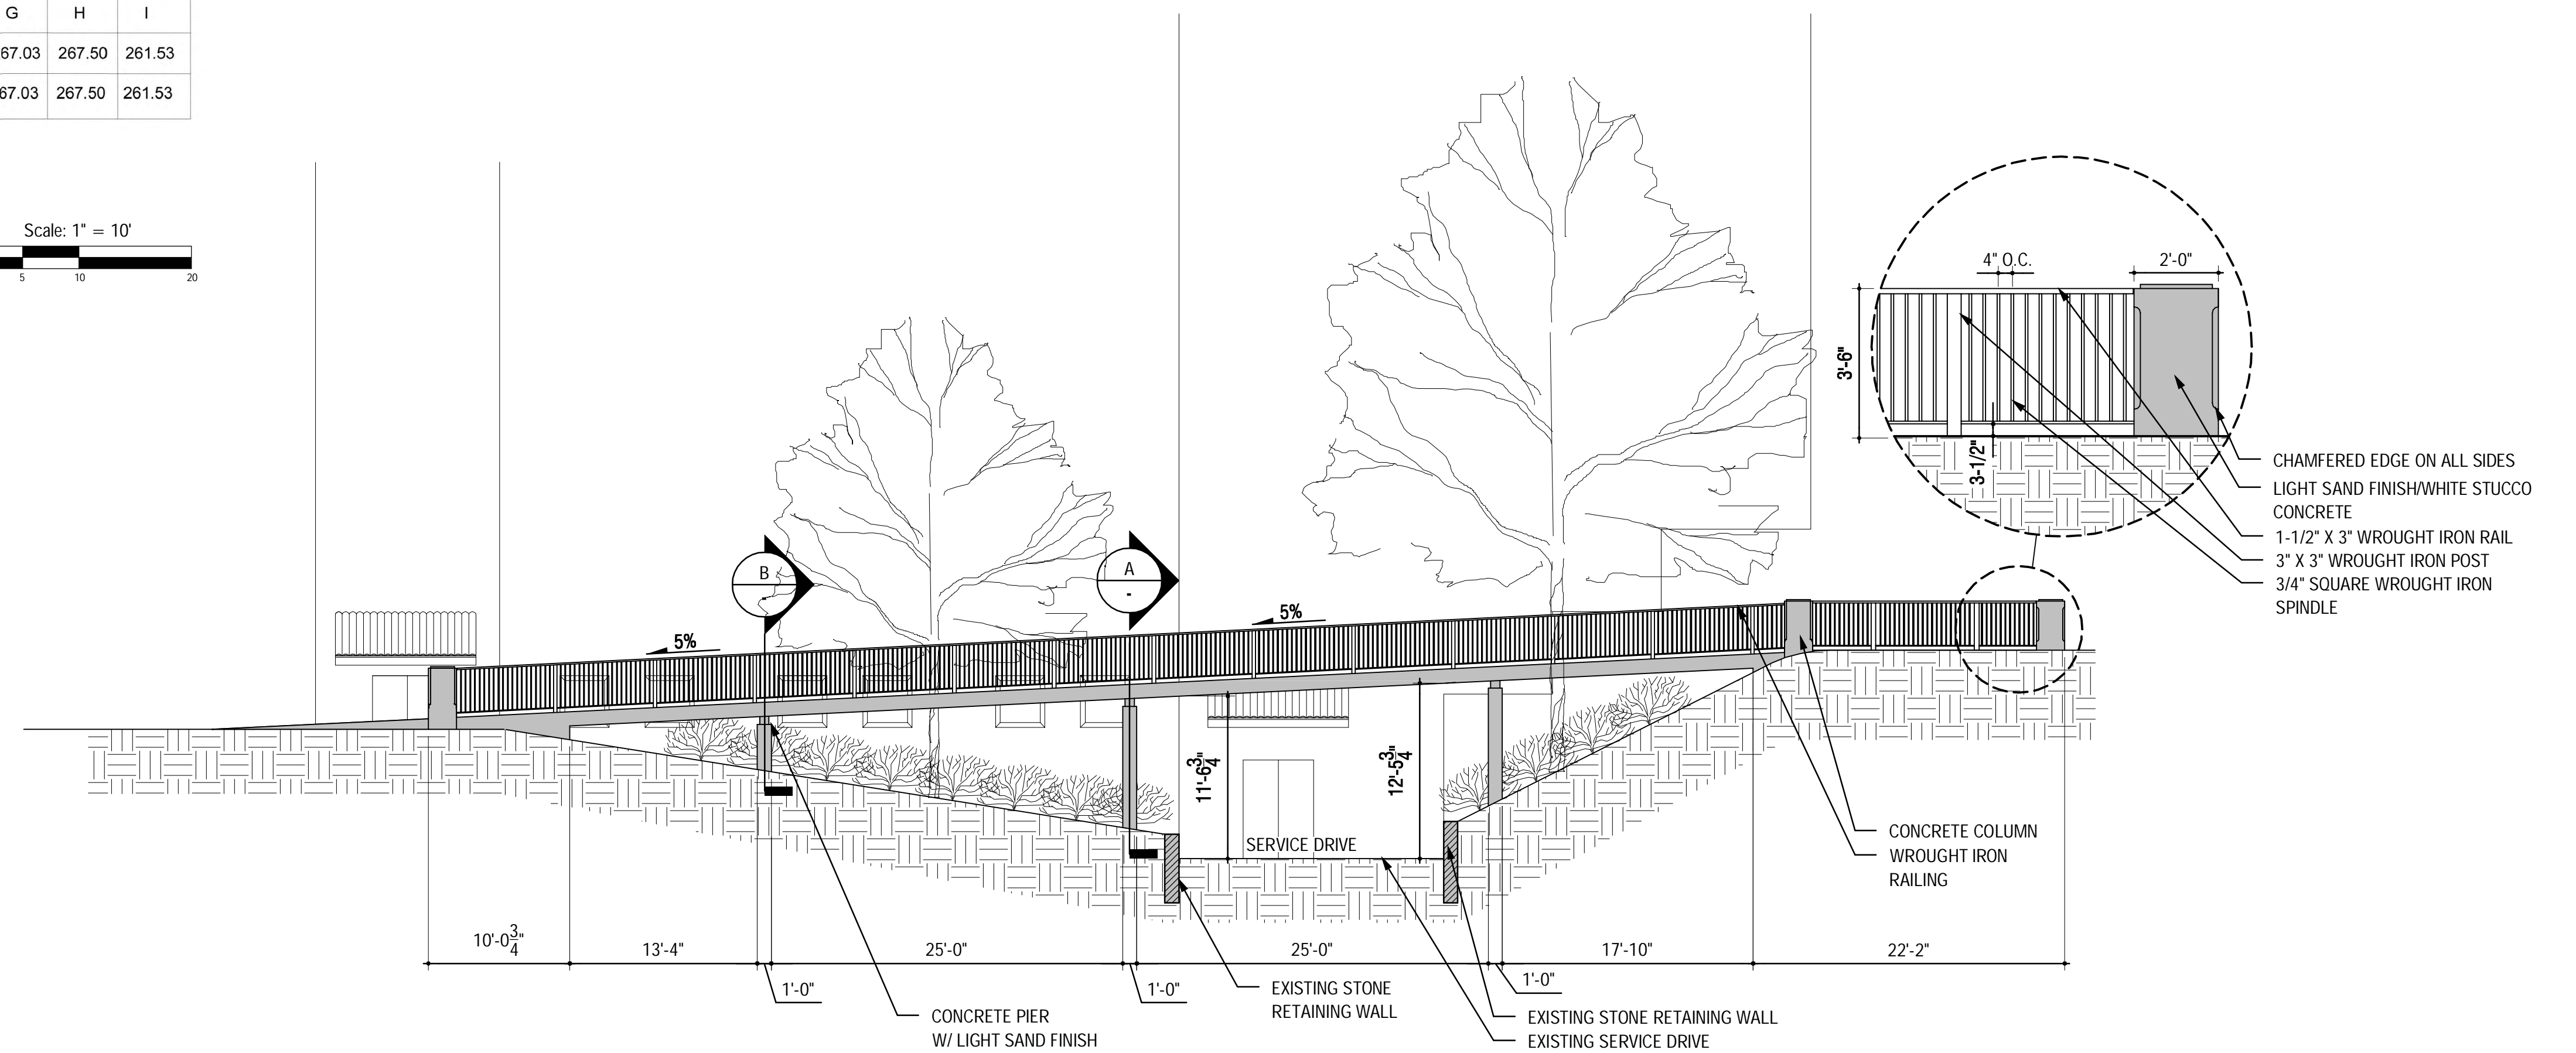 G H I
67.03 267.50 261.53
67.03 267.50 261.53
Scale: 1" = 10'
5 10 20
4" O.C.
2'-0"
3'-6"
3-1/2"
CHAMFERED EDGE ON ALL SIDES
LIGHT SAND FINISH/WHITE STUCCO
CONCRETE
1-1/2" X 3" WROUGHT IRON RAIL
3" X 3" WROUGHT IRON POST
3/4" SQUARE WROUGHT IRON
SPINDLE
B
-
A
-
5%
5%
11'-6 3/4"
12'-5 3/4"
SERVICE DRIVE
CONCRETE COLUMN
WROUGHT IRON
RAILING
10'-0 3/4"
13'-4"
25'-0"
25'-0"
17'-10"
22'-2"
1'-0"
1'-0"
1'-0"
CONCRETE PIER
W/ LIGHT SAND FINISH
EXISTING STONE
RETAINING WALL
EXISTING STONE RETAINING WALL
EXISTING SERVICE DRIVE